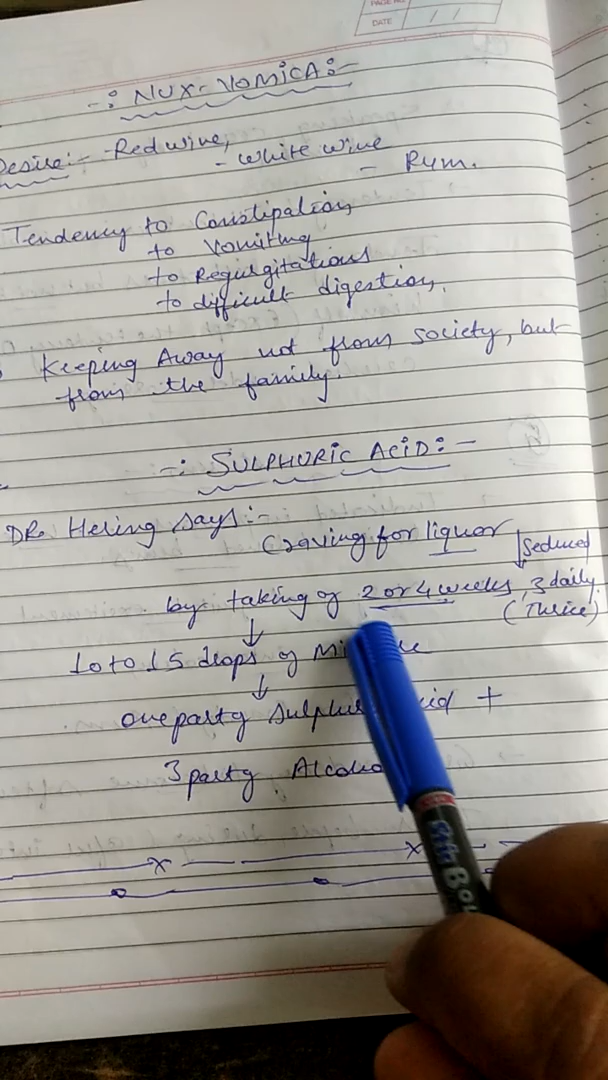 PAGE NO.
DATE / /
-: NUX-VOMICA:-
Desire:- Red wine,
- White wine
- Rum.
Tendency to Constipation,
to Vomiting
to Regurgitations
to difficult digestion.
Keeping Away not from society, but
from the family.
-: SULPHURIC ACID:-
DR. Hering Says:-
Craving for liquor
Seduced
by taking of 2 or 4 weeks, 3 daily.
(Thrice)
10 to 15 drops of
one part of
3 part of